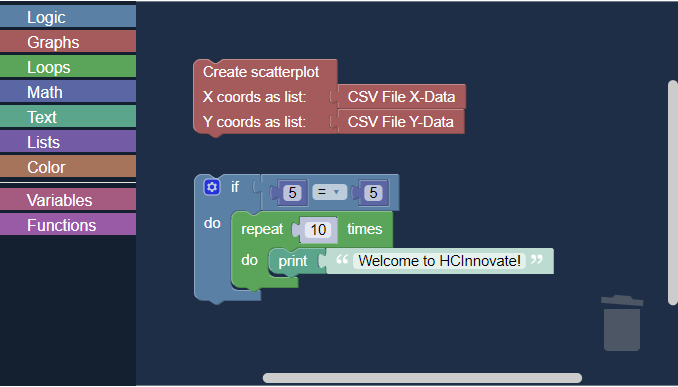 Logic
Graphs
Loops
Math
Text
Lists
Color
Variables
Functions
Create scatterplot
X coords as list: CSV File X-Data
Y coords as list: CSV File Y-Data
if 5 = 5
do repeat 10 times
do print “ Welcome to HCInnovate! ”